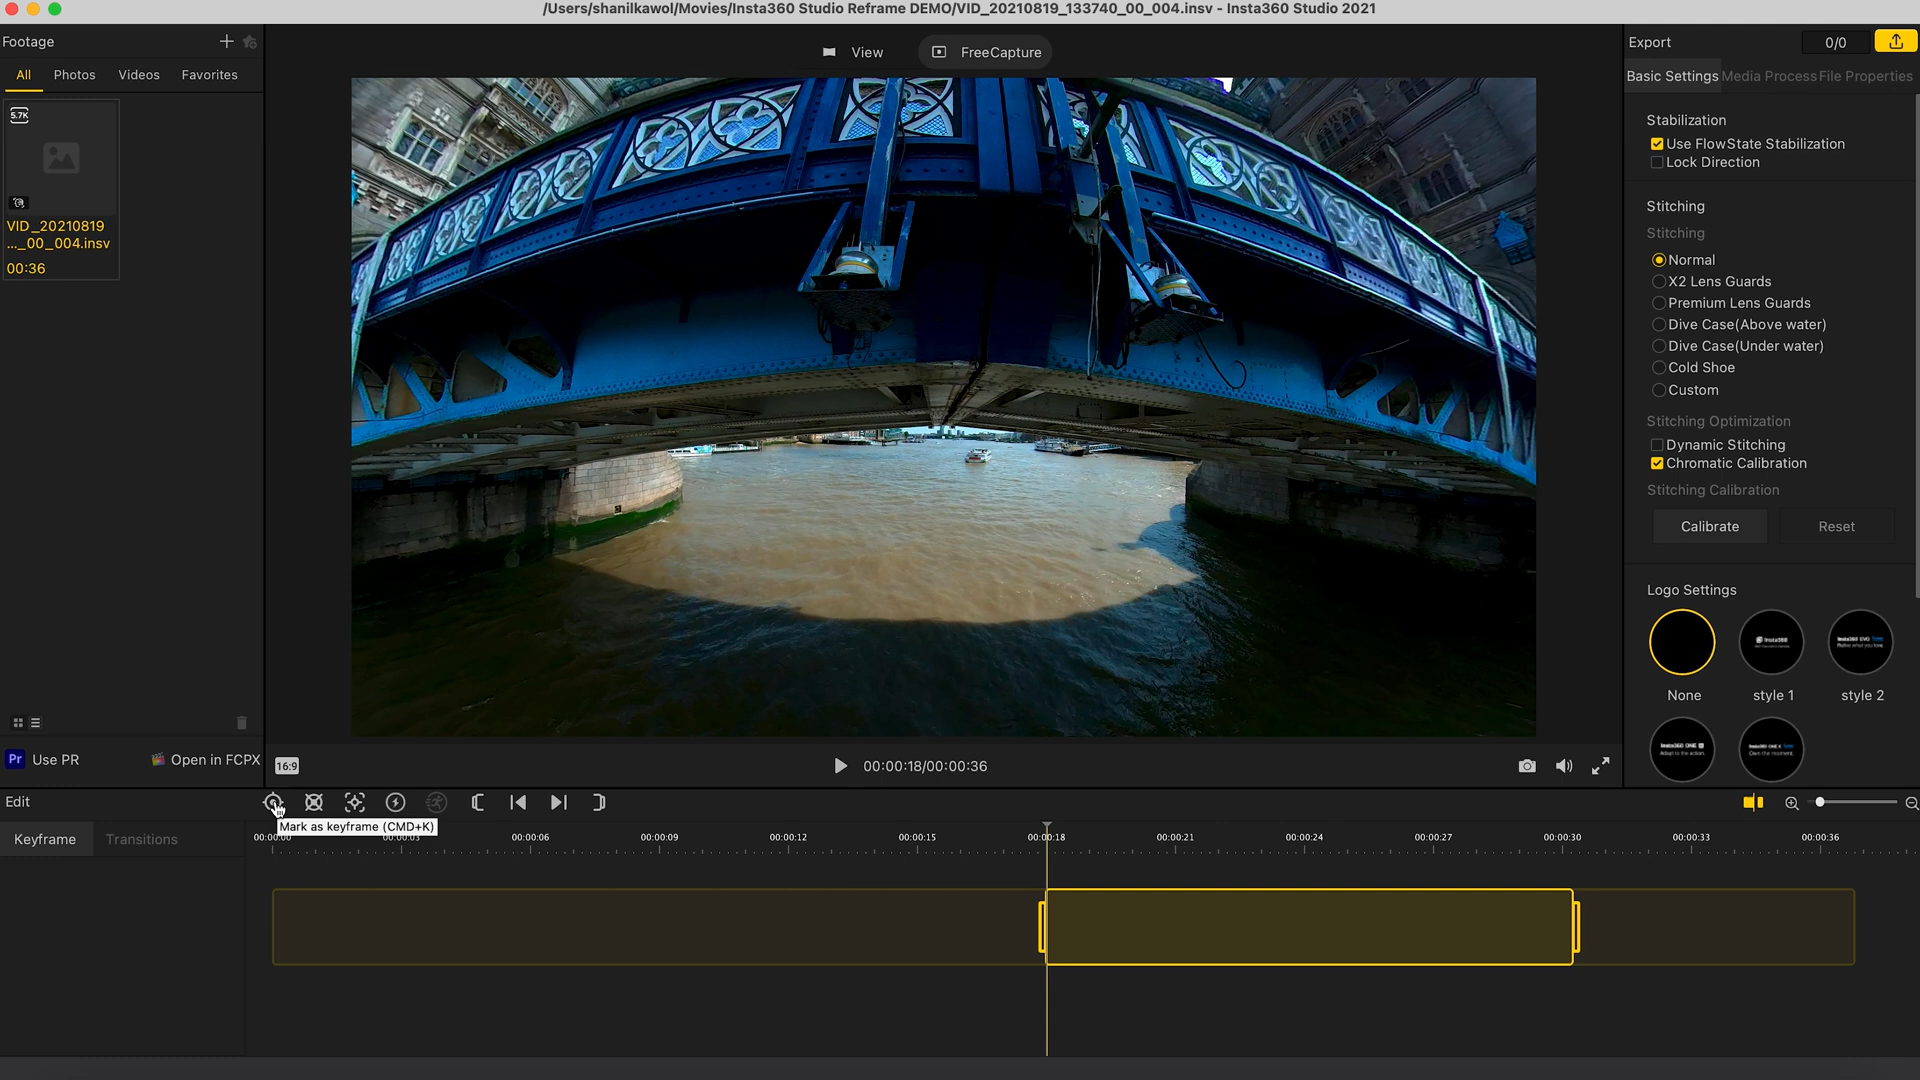 /Users/shanilkawol/Movies/Insta360 Studio Reframe DEMO/VID_20210819_133740_00_004.insv - Insta360 Studio 2021
Footage
View
FreeCapture
Export
0/0
All
Photos
Videos
Favorites
Basic Settings
Media Process
File Properties
5.7K
VID_20210819
..._00_004.insv
00:36
Stabilization
Use FlowState Stabilization
Lock Direction
Stitching
Stitching
Normal
X2 Lens Guards
Premium Lens Guards
Dive Case(Above water)
Dive Case(Under water)
Cold Shoe
Custom
Stitching Optimization
Dynamic Stitching
Chromatic Calibration
Stitching Calibration
Calibrate
Reset
Logo Settings
None
style 1
style 2
Pr
Use PR
Open in FCPX
16:9
00:00:18/00:00:36
Edit
Mark as keyframe (CMD+K)
Keyframe
Transitions
00:00:06
00:00:09
00:00:12
00:00:15
00:00:18
00:00:21
00:00:24
00:00:27
00:00:30
00:00:33
00:00:36